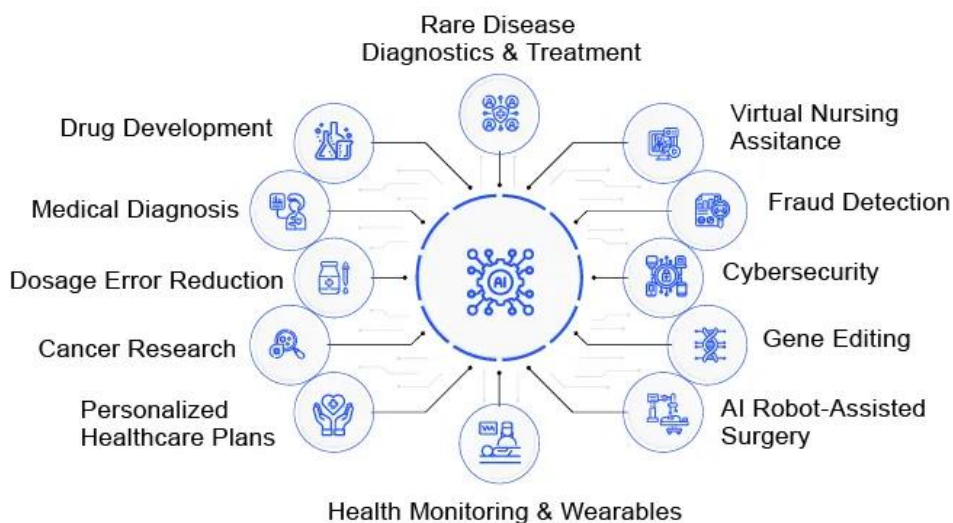 Rare Disease
Diagnostics & Treatment
Drug Development
Virtual Nursing
Assitance
Medical Diagnosis
Fraud Detection
Dosage Error Reduction
AI
Cybersecurity
Cancer Research
Gene Editing
Personalized
Healthcare Plans
AI Robot-Assisted
Surgery
Health Monitoring & Wearables